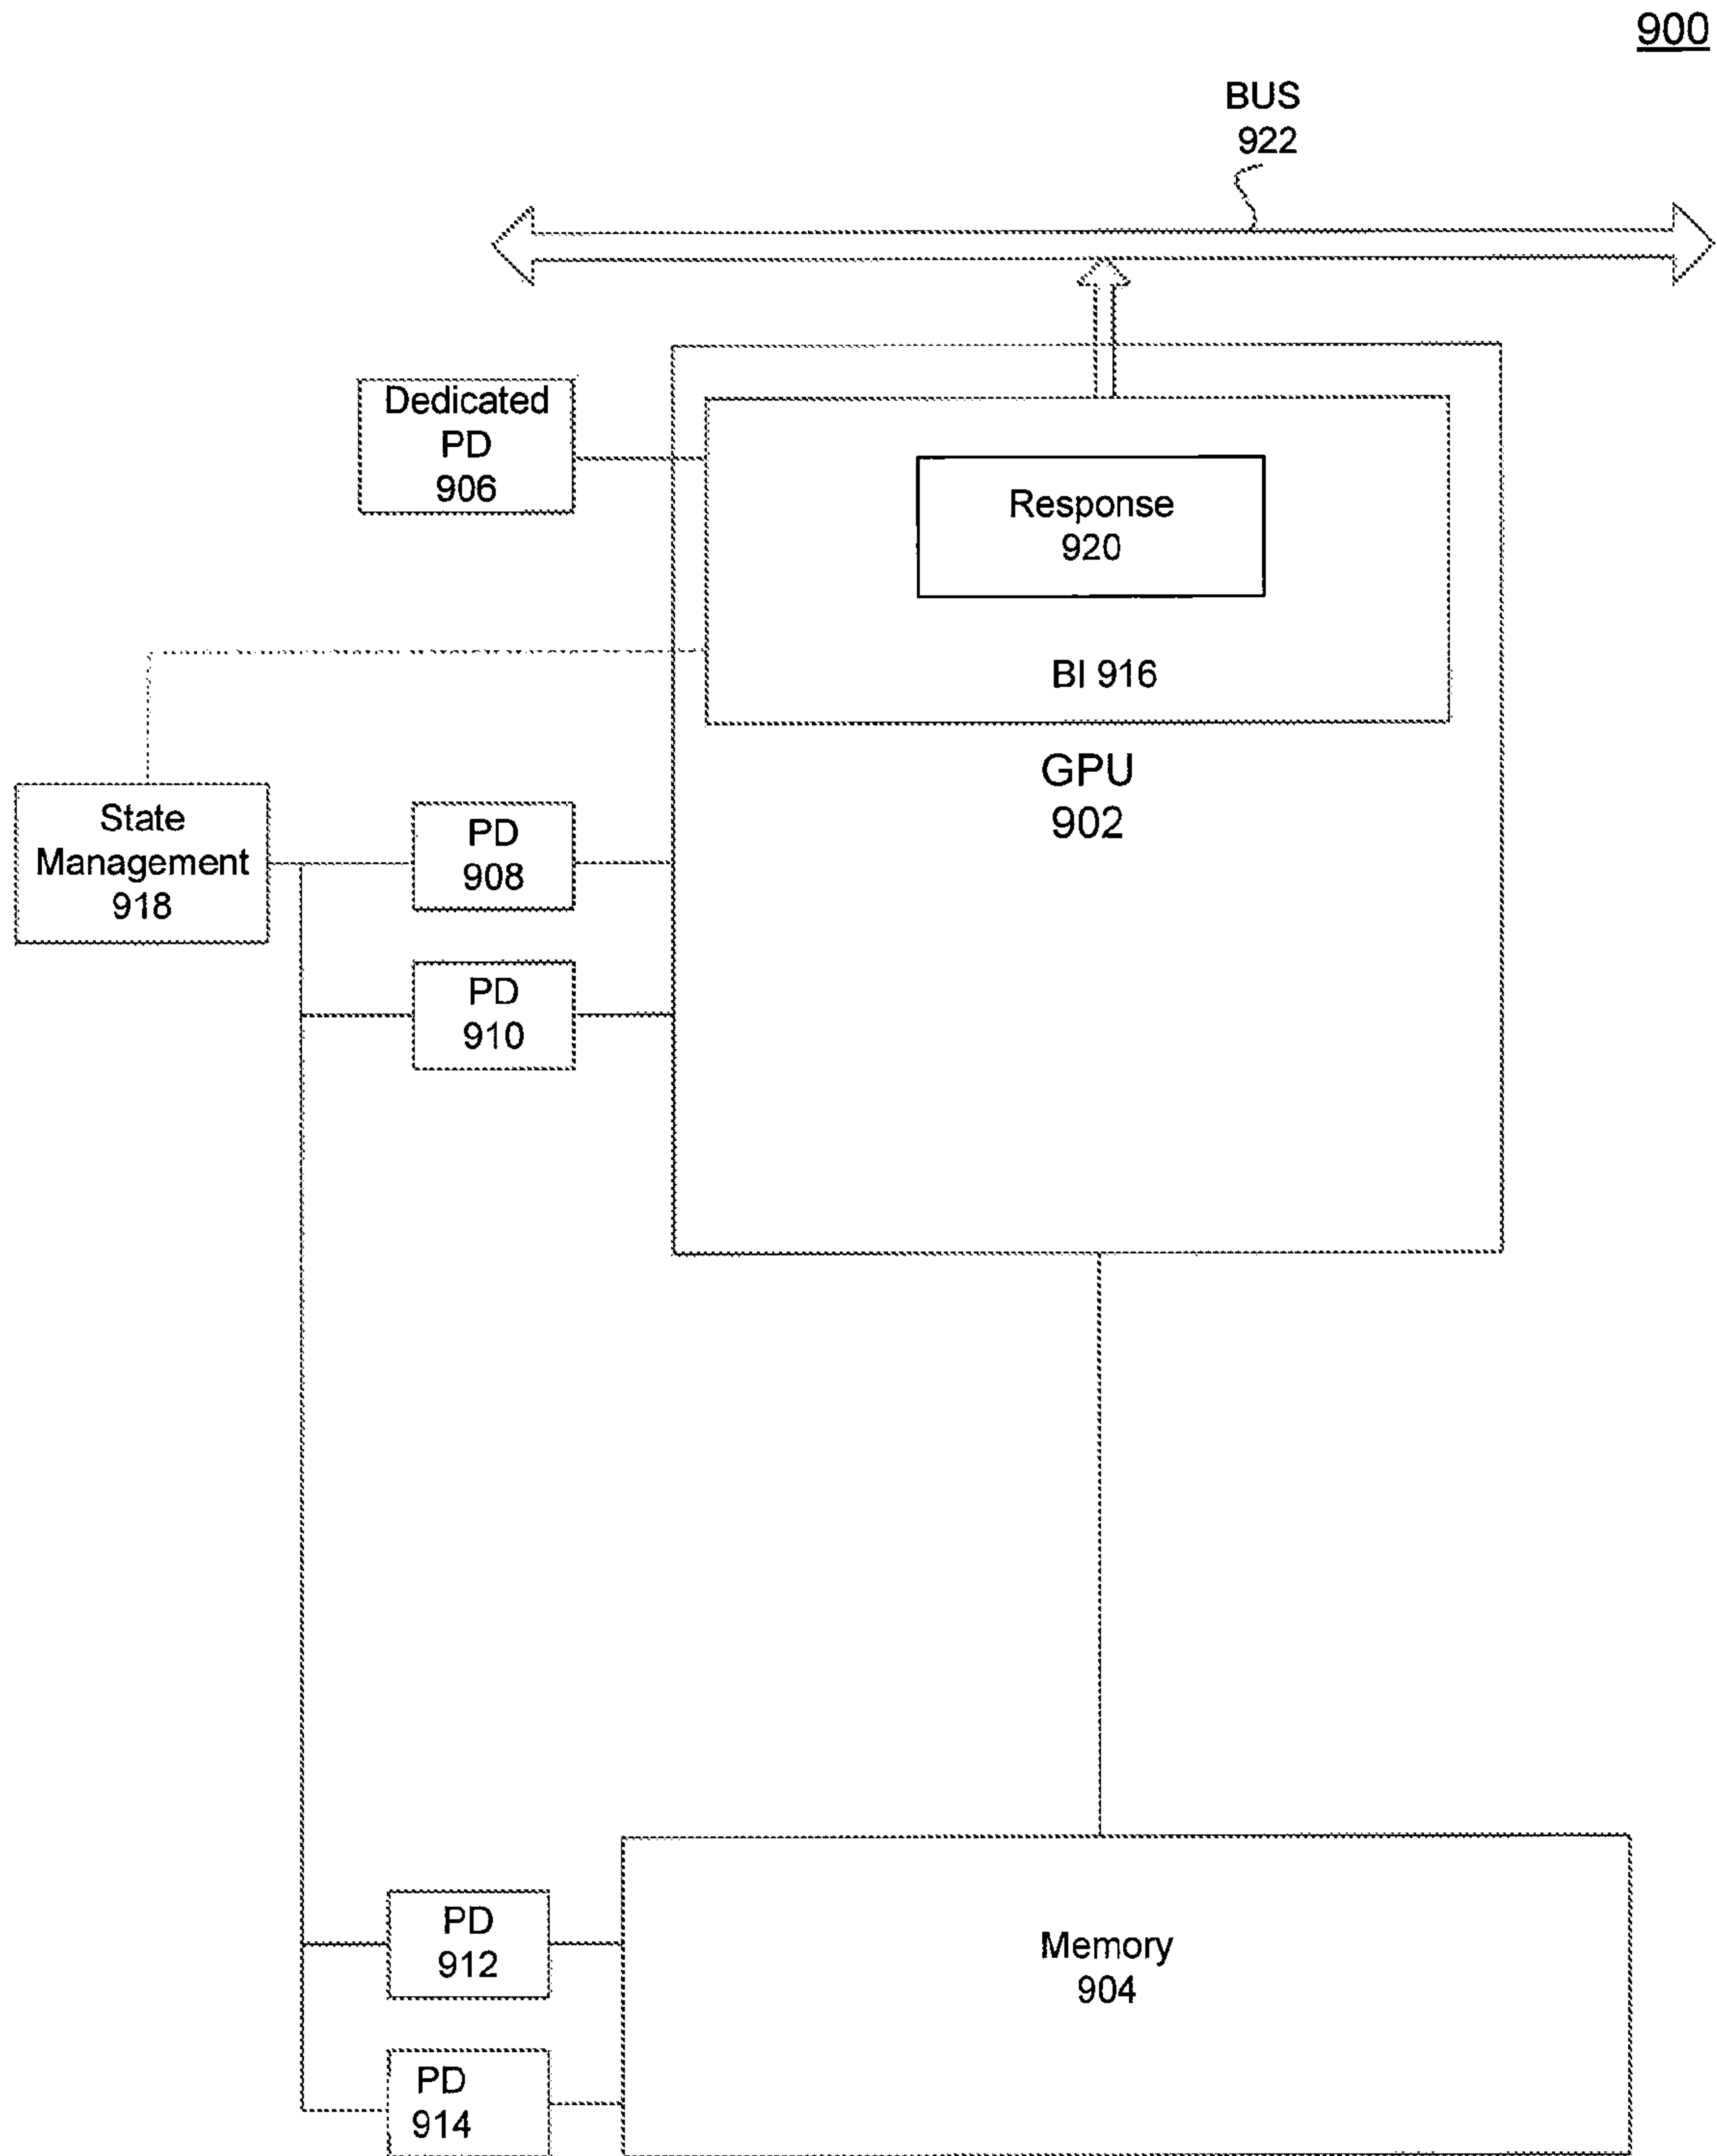 900
BUS
922
Dedicated
PD
906
Response
920
BI 916
GPU
902
State
Management
918
PD
908
PD
910
PD
912
Memory
904
PD
914